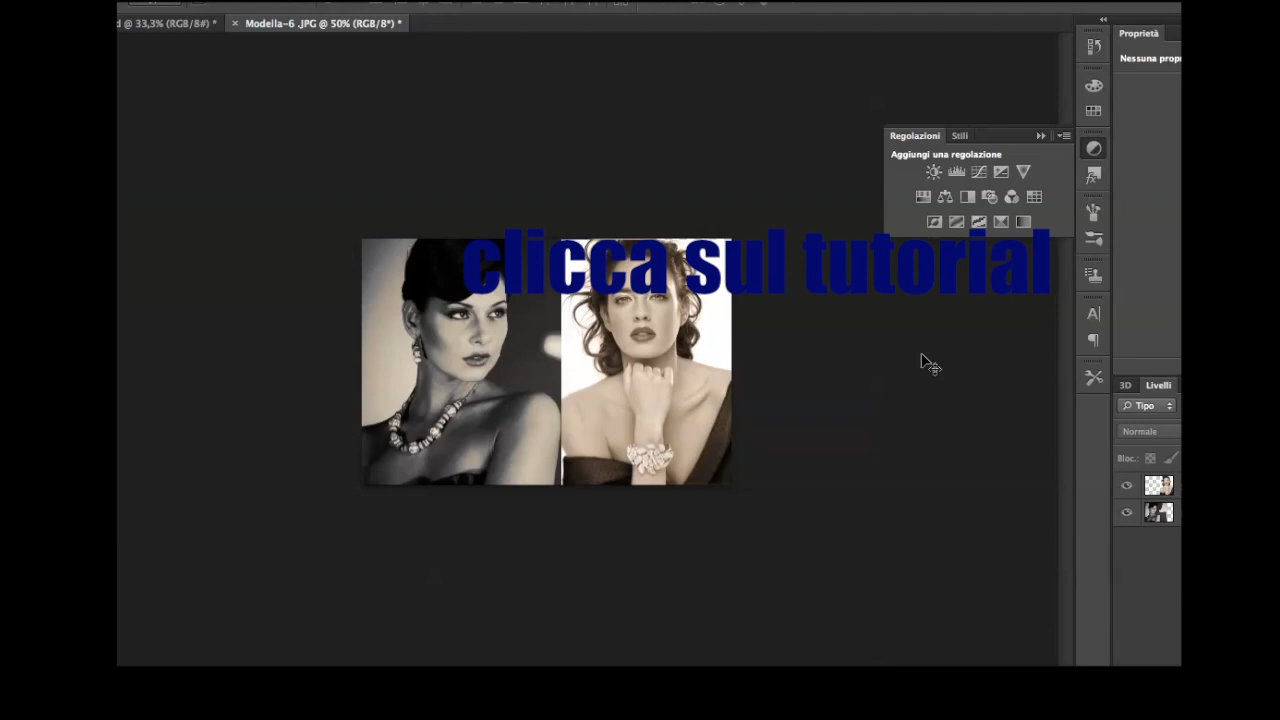 d @ 33,3% (RGB/8#) *
× Modella-6 .JPG @ 50% (RGB/8*) *
Proprietà
Nessuna propr
Regolazioni Stili
Aggiungi una regolazione
clicca sul tutorial
3D Livelli
Tipo
Normale
Bloc.: